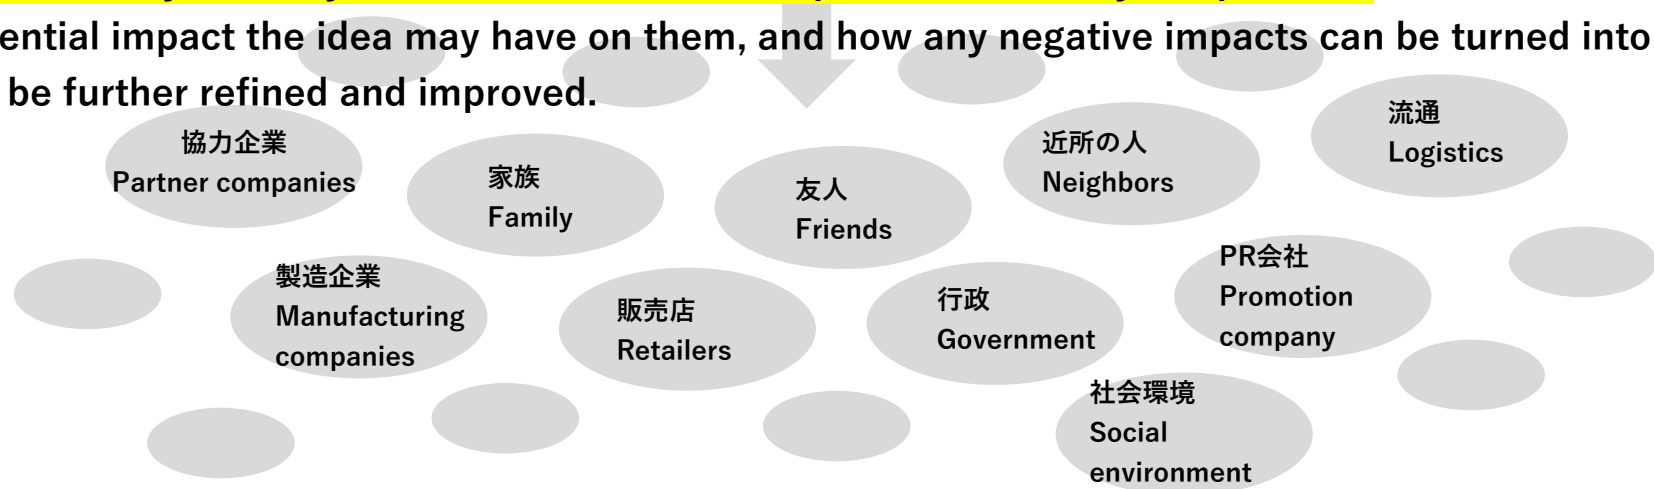 ential impact the idea may have on them, and how any negative impacts can be turned into
be further refined and improved.
流通
Logistics
協力企業
Partner companies
家族
Family
友人
Friends
近所の人
Neighbors
製造企業
Manufacturing
companies
販売店
Retailers
行政
Government
PR会社
Promotion
company
社会環境
Social
environment